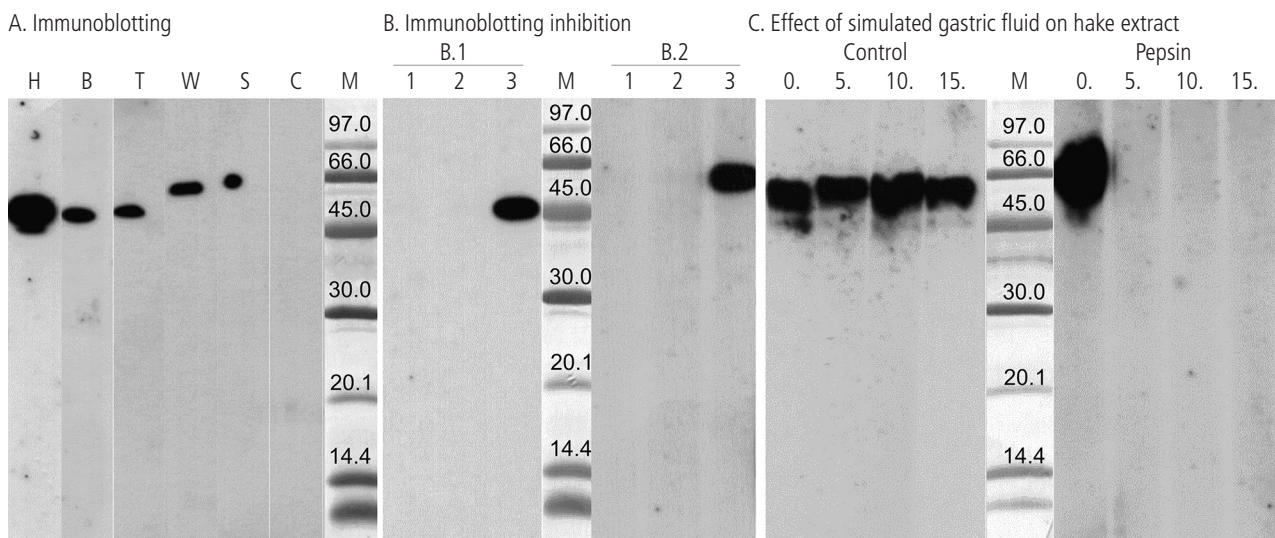 A. Immunoblotting
B. Immunoblotting inhibition
C. Effect of simulated gastric fluid on hake extract
B.1
B.2
Control
Pepsin
H B T W S C M
1 2 3 M 1 2 3
0. 5. 10. 15. M 0. 5. 10. 15.
97.0
66.0
45.0
30.0
20.1
14.4
97.0
66.0
45.0
30.0
20.1
14.4
97.0
66.0
45.0
30.0
20.1
14.4